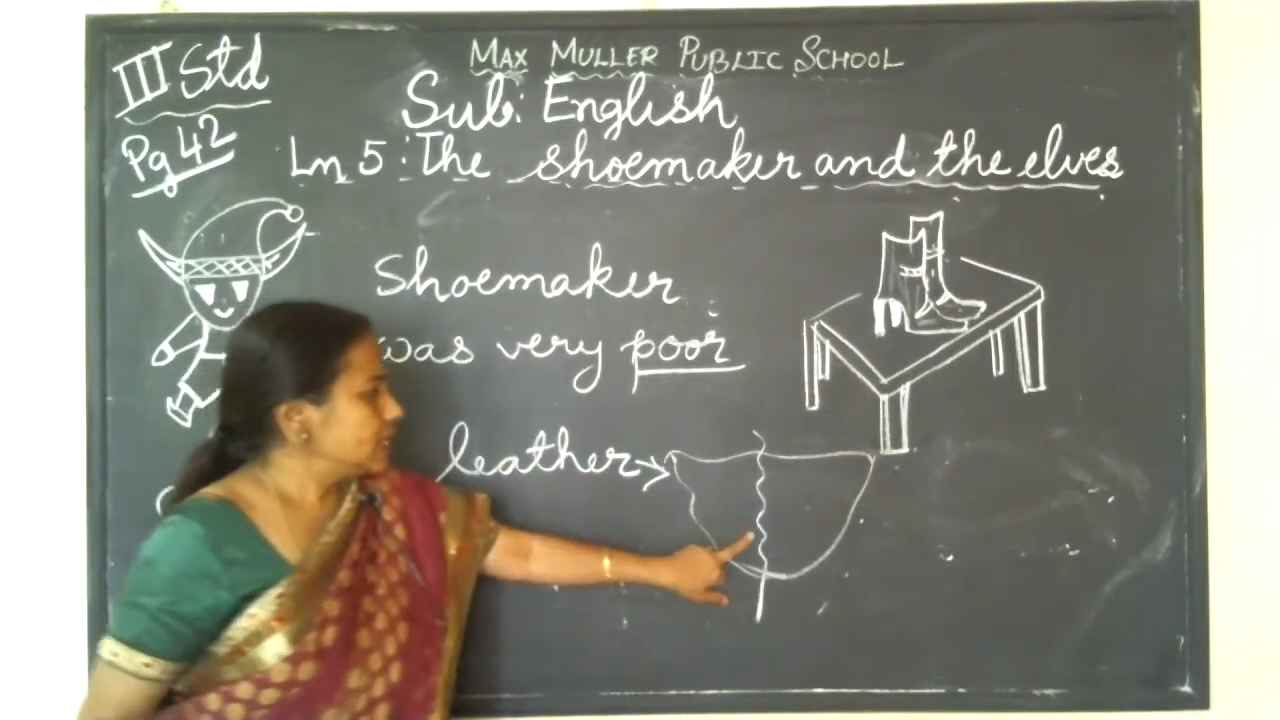 III Std
MAX MULLER PUBLIC SCHOOL
Sub: English
Pg 42
Ln 5 : The shoemaker and the elves
Shoemaker
was very poor
leather